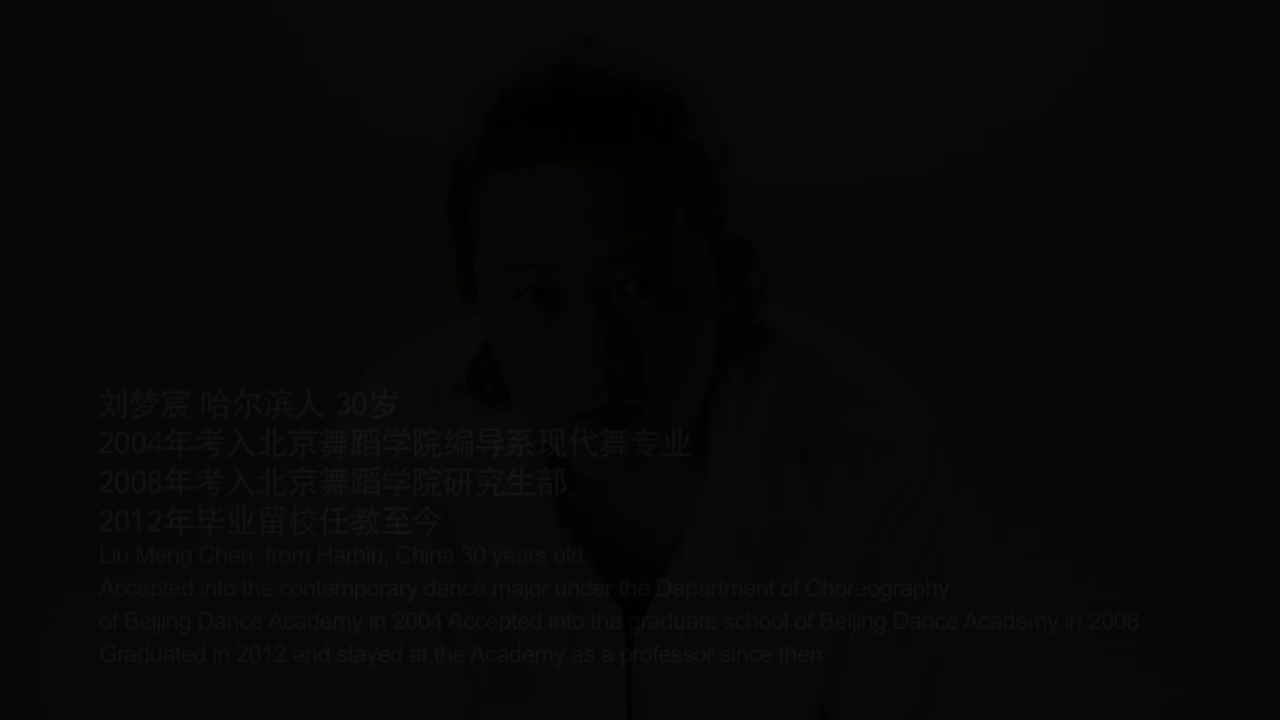 刘梦宸 哈尔滨人 30岁
2004年考入北京舞蹈学院编导系现代舞专业
2008年考入北京舞蹈学院研究生部
2012年毕业留校任教至今
Liu Meng Chen  from Harbin, China 30 years old
Accepted into the contemporary dance major under the Department of Choreography
of Beijing Dance Academy in 2004 Accepted into the graduate school of Beijing Dance Academy in 2008
Graduated in 2012 and stayed at the Academy as a professor since then